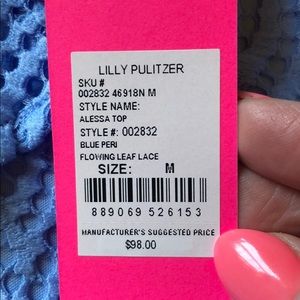 LILLY PULITZER
SKU #
002832 46918N M
STYLE NAME:
ALESSA TOP
STYLE #: 002832
BLUE PERI
FLOWING LEAF LACE
SIZE: M
889069 526153
MANUFACTURER'S SUGGESTED PRICE
$98.00